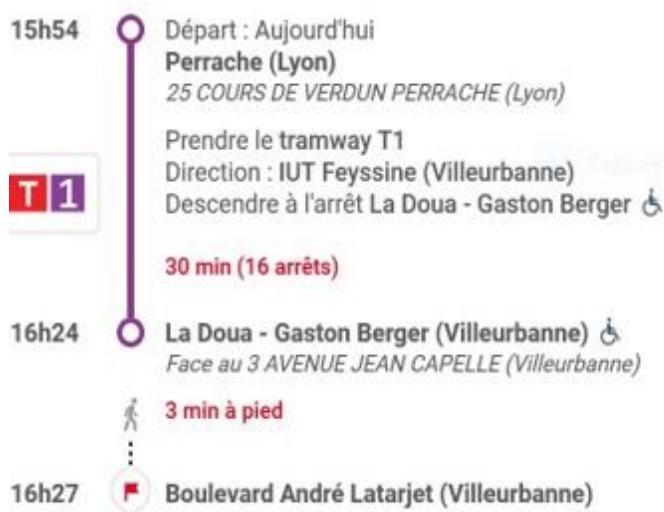 15h54 Départ : Aujourd'hui
Perrache (Lyon)
25 COURS DE VERDUN PERRACHE (Lyon)
Prendre le tramway T1
Direction : IUT Feyssine (Villeurbanne)
T 1
Descendre à l'arrêt La Doua - Gaston Berger
30 min (16 arrêts)
16h24 La Doua - Gaston Berger (Villeurbanne)
Face au 3 AVENUE JEAN CAPELLE (Villeurbanne)
3 min à pied
16h27 Boulevard André Latarjet (Villeurbanne)